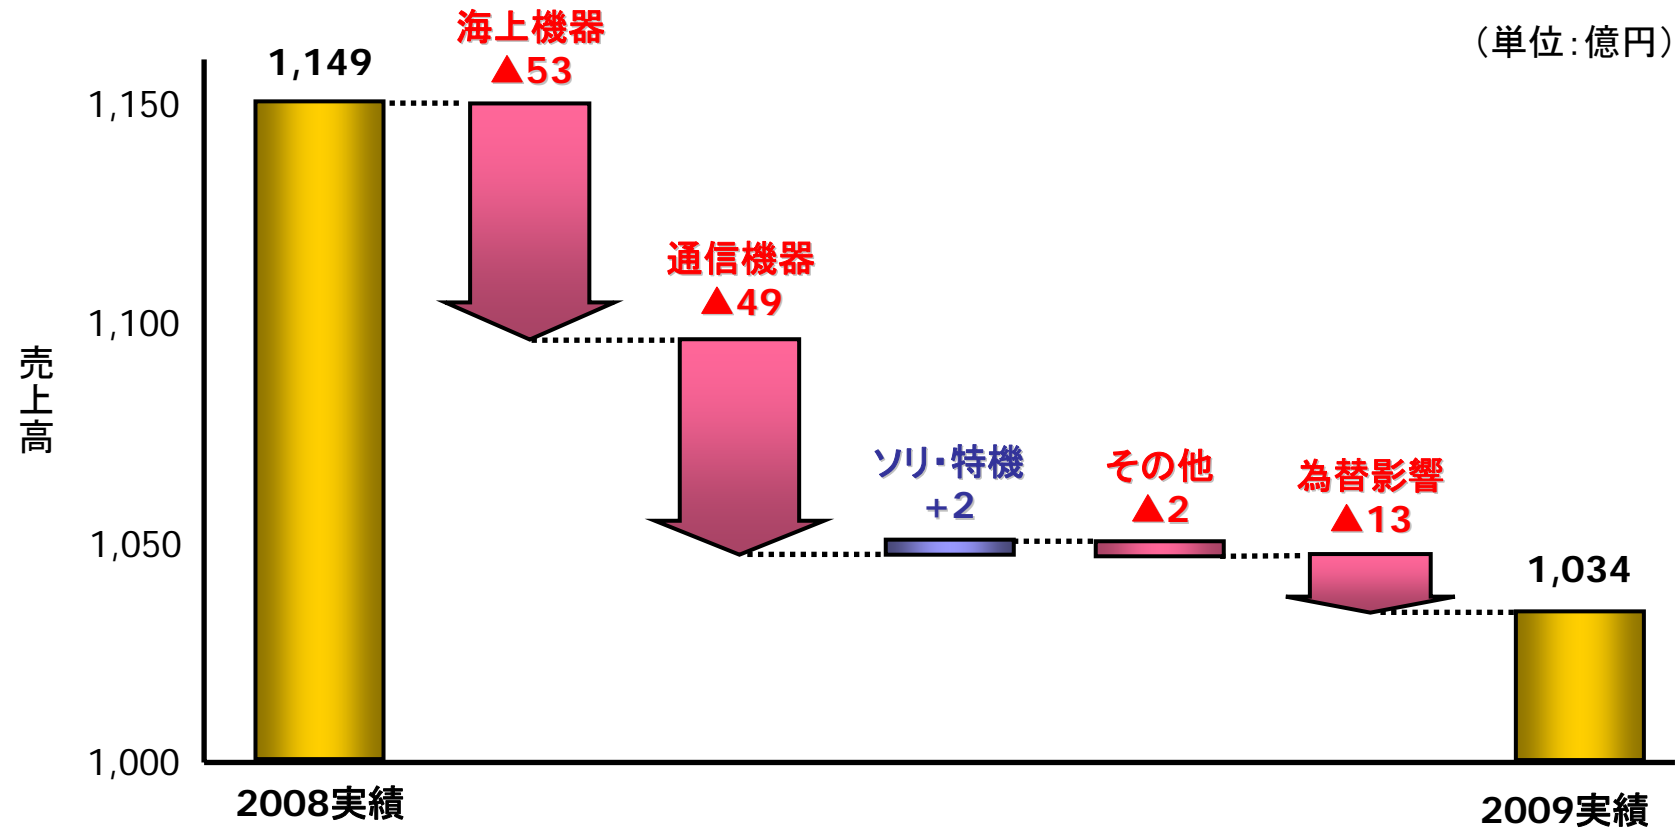 （単位：億円）
海上機器
▲53
1,149
1,150
通信機器
▲49
1,100
売上高
ソリ・特機
+2
その他
▲2
為替影響
▲13
1,050
1,034
1,000
2008実績
2009実績